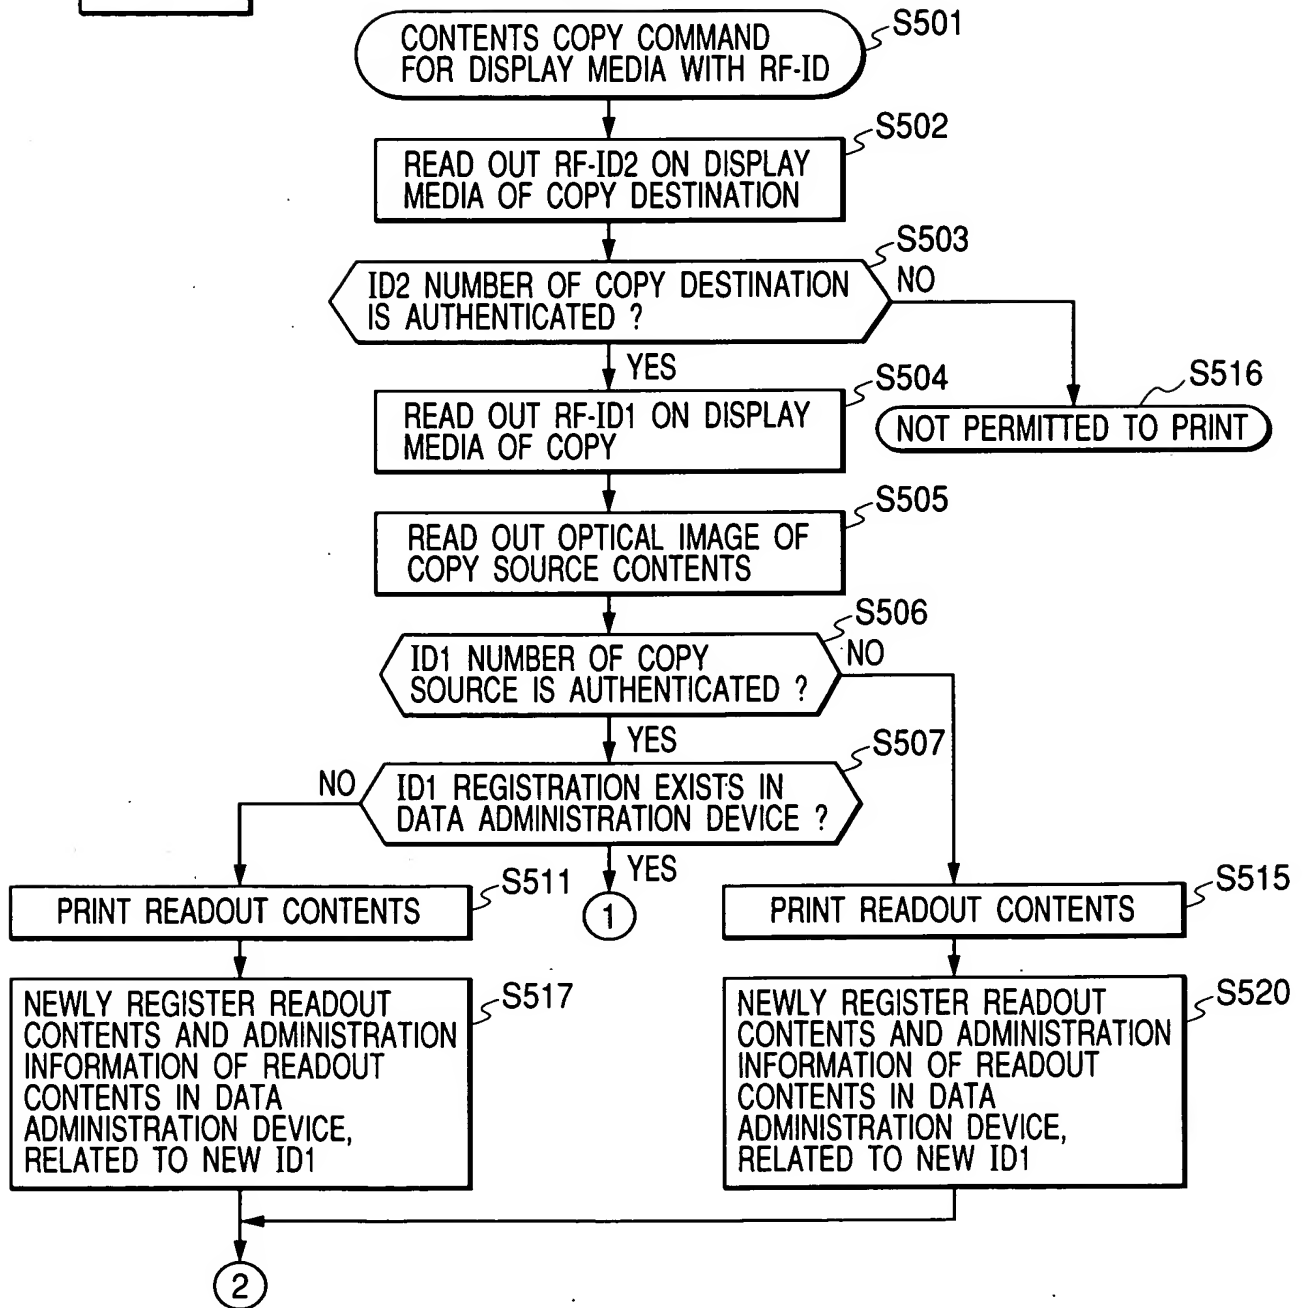 CONTENTS COPY COMMAND
FOR DISPLAY MEDIA WITH RF-ID
S501
READ OUT RF-ID2 ON DISPLAY
MEDIA OF COPY DESTINATION
S502
ID2 NUMBER OF COPY DESTINATION
IS AUTHENTICATED ?
S503
NO
YES
READ OUT RF-ID1 ON DISPLAY
MEDIA OF COPY
S504
NOT PERMITTED TO PRINT
S516
READ OUT OPTICAL IMAGE OF
COPY SOURCE CONTENTS
S505
ID1 NUMBER OF COPY
SOURCE IS AUTHENTICATED ?
S506
NO
YES
ID1 REGISTRATION EXISTS IN
DATA ADMINISTRATION DEVICE ?
S507
NO
YES
1
PRINT READOUT CONTENTS
S511
PRINT READOUT CONTENTS
S515
NEWLY REGISTER READOUT
CONTENTS AND ADMINISTRATION
INFORMATION OF READOUT
CONTENTS IN DATA
ADMINISTRATION DEVICE,
RELATED TO NEW ID1
S517
NEWLY REGISTER READOUT
CONTENTS AND ADMINISTRATION
INFORMATION OF READOUT
CONTENTS IN DATA
ADMINISTRATION DEVICE,
RELATED TO NEW ID1
S520
2